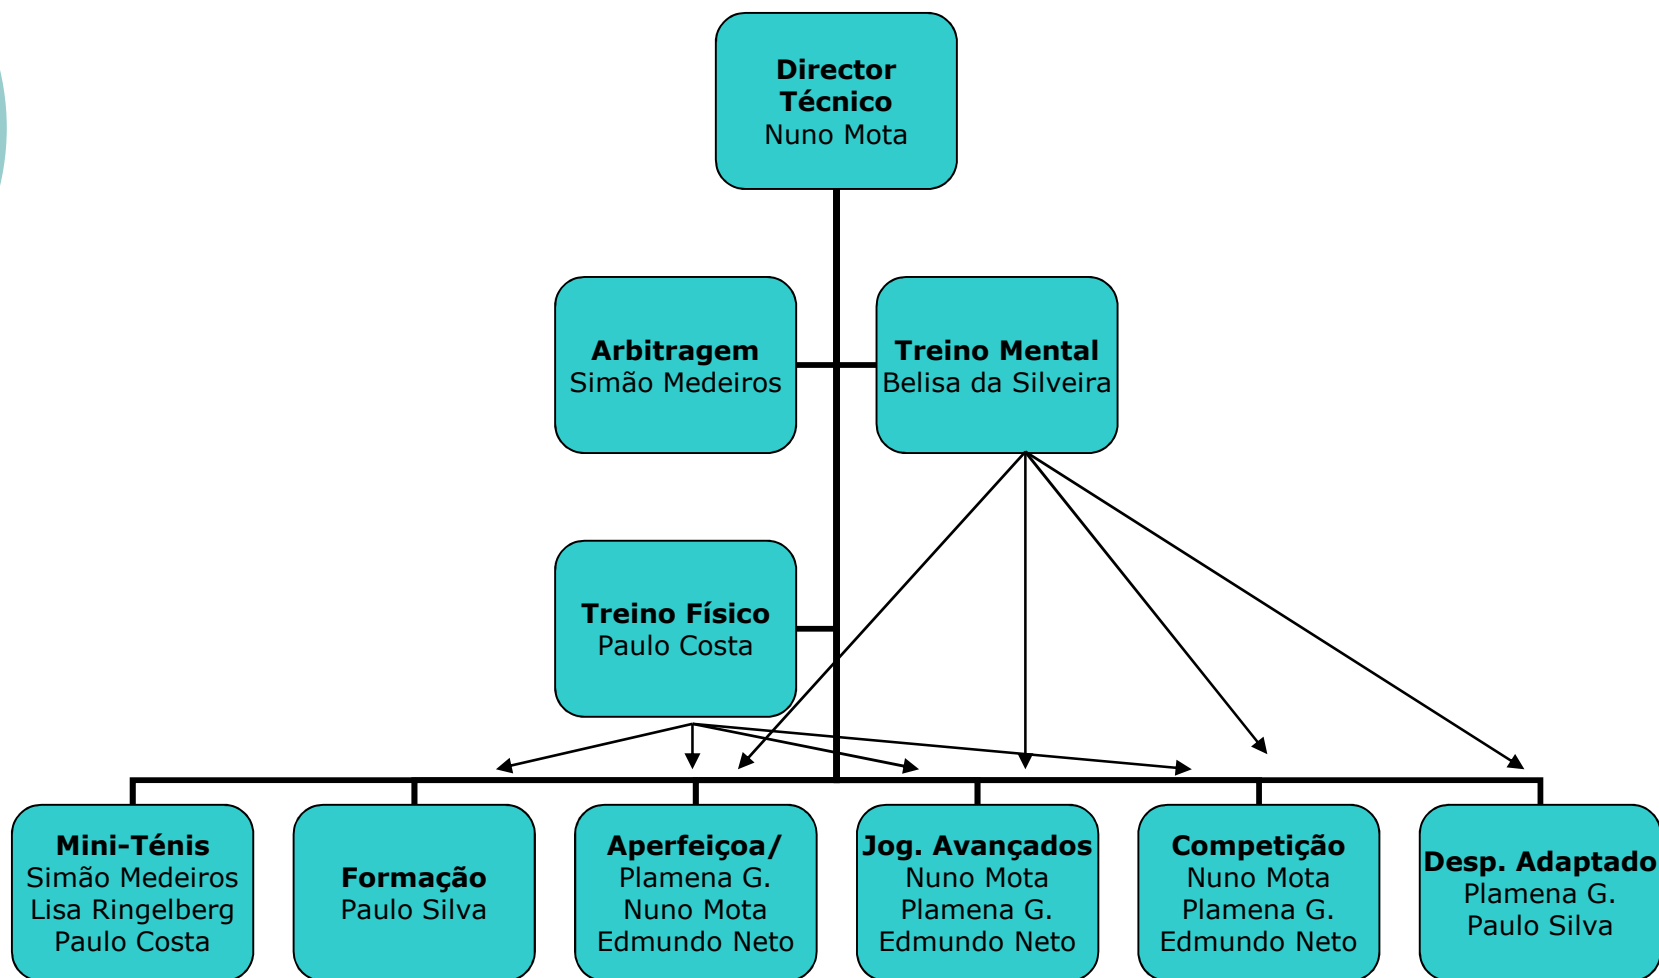 Director
Técnico
Nuno Mota
Arbitragem
Simão Medeiros
Treino Mental
Belisa da Silveira
Treino Físico
Paulo Costa
Mini-Ténis
Simão Medeiros
Lisa Ringelberg
Paulo Costa
Formação
Paulo Silva
Aperfeiçoa/
Plamena G.
Nuno Mota
Edmundo Neto
Jog. Avançados
Nuno Mota
Plamena G.
Edmundo Neto
Competição
Nuno Mota
Plamena G.
Edmundo Neto
Desp. Adaptado
Plamena G.
Paulo Silva